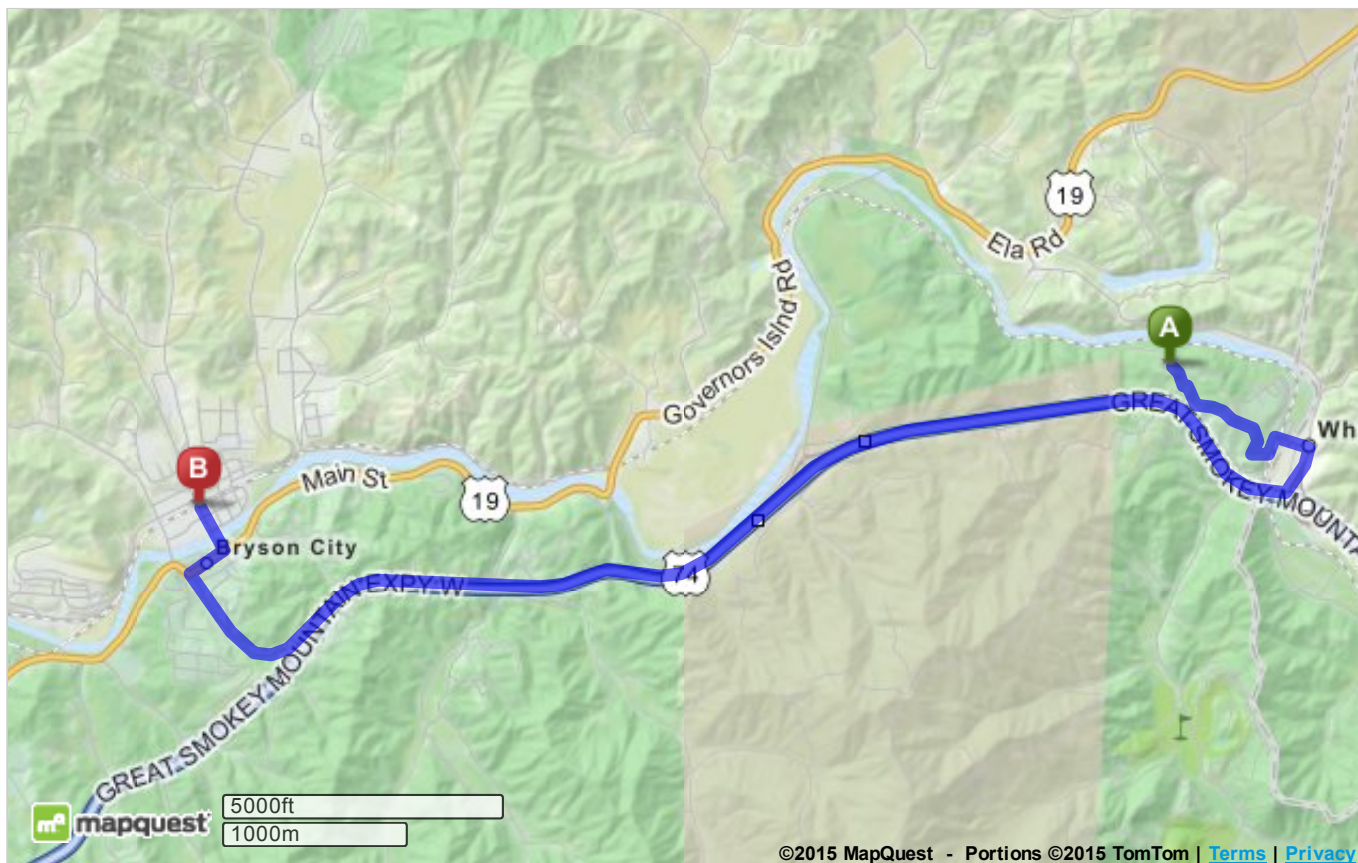 19
Ela Rd
A
Governors Islnd Rd
GREAT SMOKEY MOUNTA
Wh
B
Main St
19
Bryson City
74
GREAT SMOKEY MOUNTAIN EXPY W
5000ft
1000m
mapquest
©2015 MapQuest - Portions ©2015 TomTom | Terms | Privacy